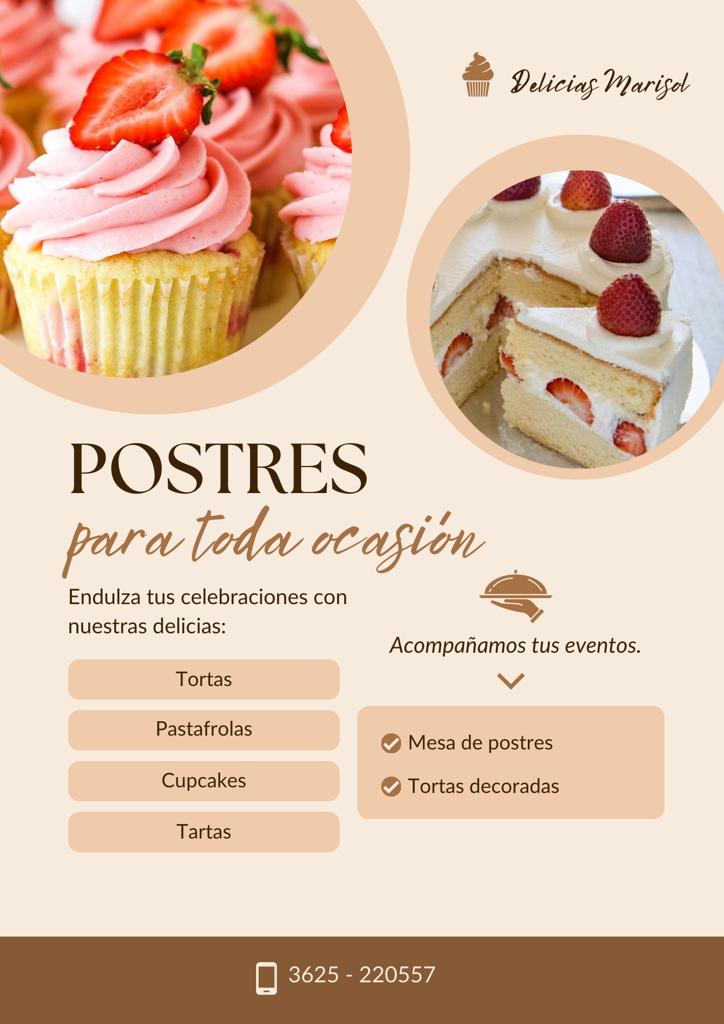 Delicias Marisol
POSTRES
para toda ocasión
Endulza tus celebraciones con
nuestras delicias:
Tortas
Pastafrolas
Cupcakes
Tartas
Acompañamos tus eventos.
Mesa de postres
Tortas decoradas
3625 - 220557